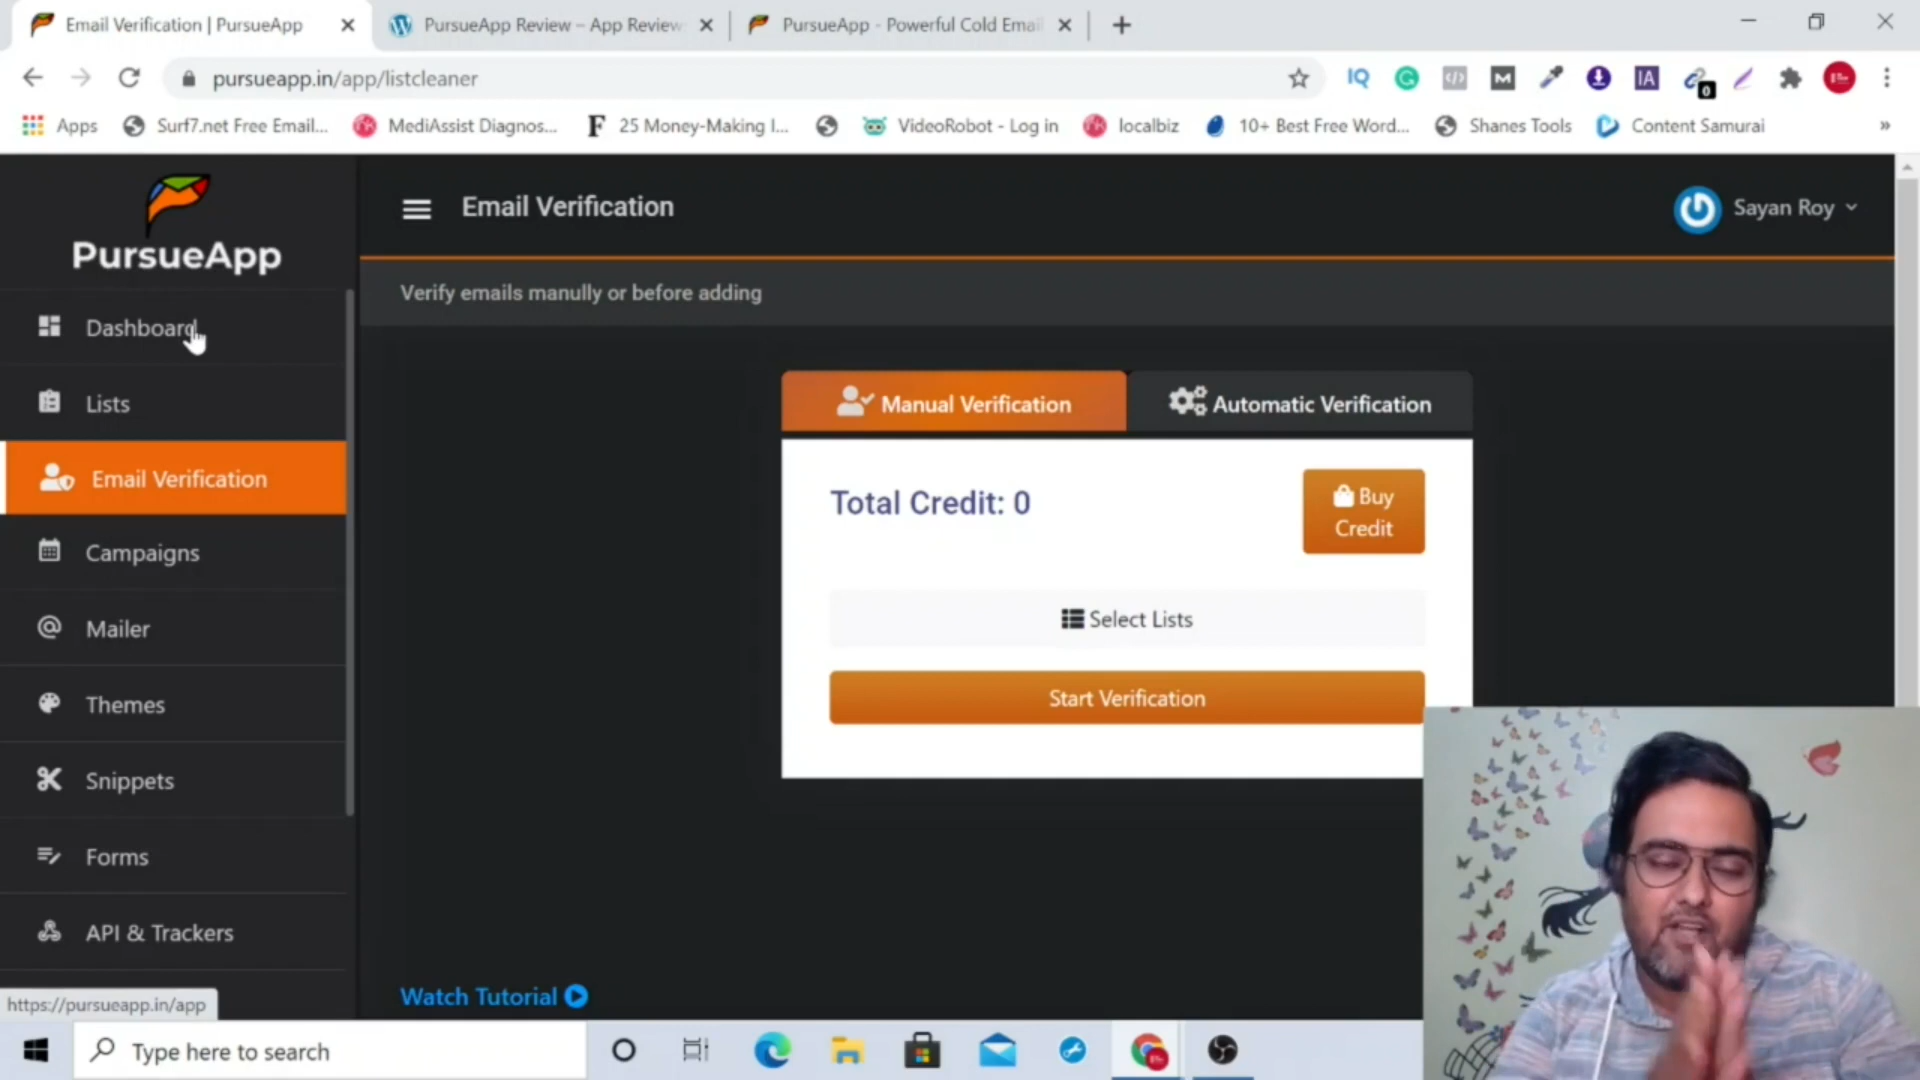 Email Verification | PursueApp
PursueApp Review – App Review
PursueApp - Powerful Cold Emai
pursueapp.in/app/listcleaner
IQ
M
IA
0
Apps
Surf7.net Free Email...
MediAssist Diagnos...
F 25 Money-Making I...
VideoRobot - Log in
localbiz
10+ Best Free Word...
Shanes Tools
Content Samurai
»
PursueApp
Email Verification
Sayan Roy
Verify emails manully or before adding
Dashboard
Lists
Email Verification
Campaigns
Mailer
Themes
Snippets
Forms
API & Trackers
Manual Verification
Automatic Verification
Total Credit: 0
Buy
Credit
Select Lists
Start Verification
Watch Tutorial
https://pursueapp.in/app
Type here to search